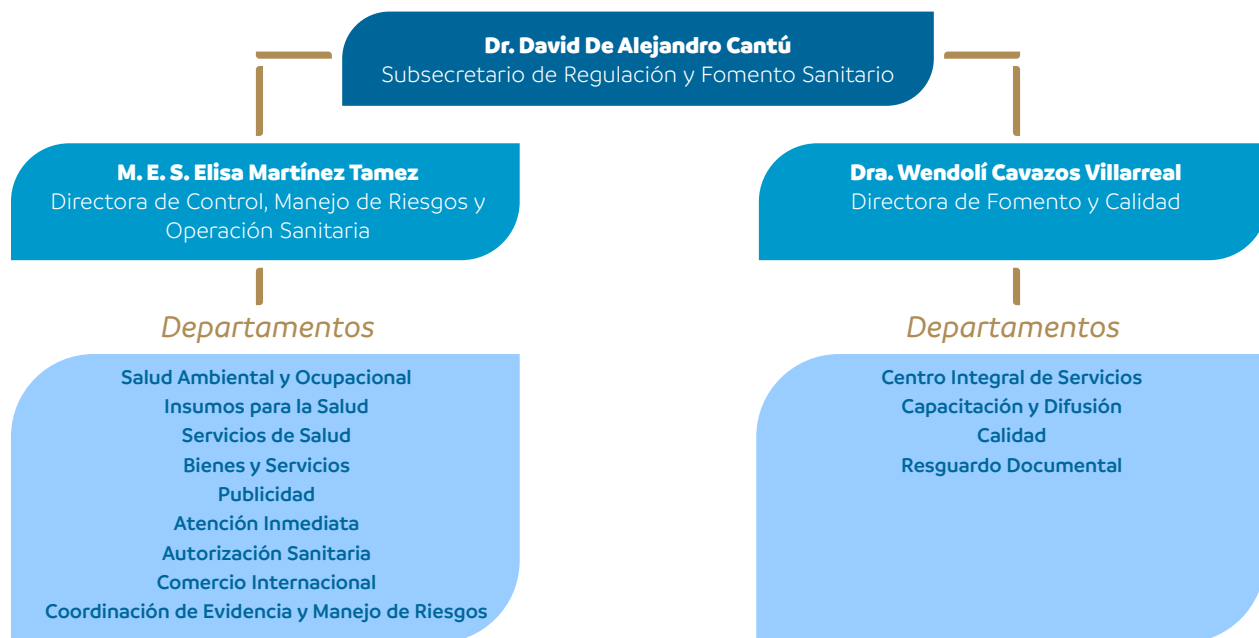 Dr. David De Alejandro Cantú
Subsecretario de Regulación y Fomento Sanitario
M. E. S. Elisa Martínez Tamez
Directora de Control, Manejo de Riesgos y
Operación Sanitaria
Departamentos
Salud Ambiental y Ocupacional
Insumos para la Salud
Servicios de Salud
Bienes y Servicios
Publicidad
Atención Inmediata
Autorización Sanitaria
Comercio Internacional
Coordinación de Evidencia y Manejo de Riesgos
Dra. Wendolí Cavazos Villarreal
Directora de Fomento y Calidad
Departamentos
Centro Integral de Servicios
Capacitación y Difusión
Calidad
Resguardo Documental